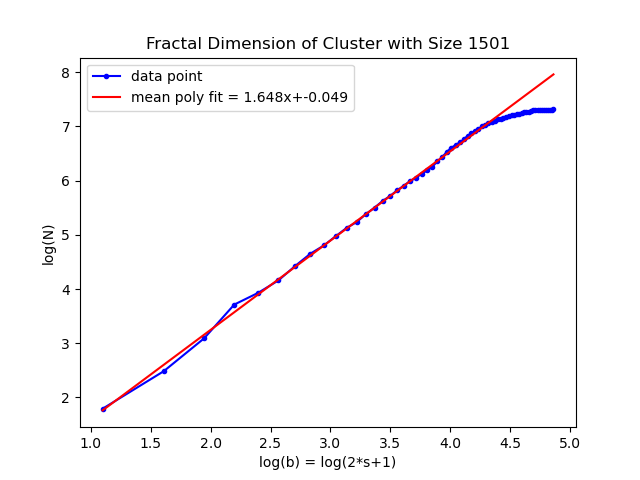 Fractal Dimension of Cluster with Size 1501
data point
mean poly fit = 1.648x+-0.049
log(N)
8
7
6
5
4
3
2
1.0 1.5 2.0 2.5 3.0 3.5 4.0 4.5 5.0
log(b) = log(2*s+1)